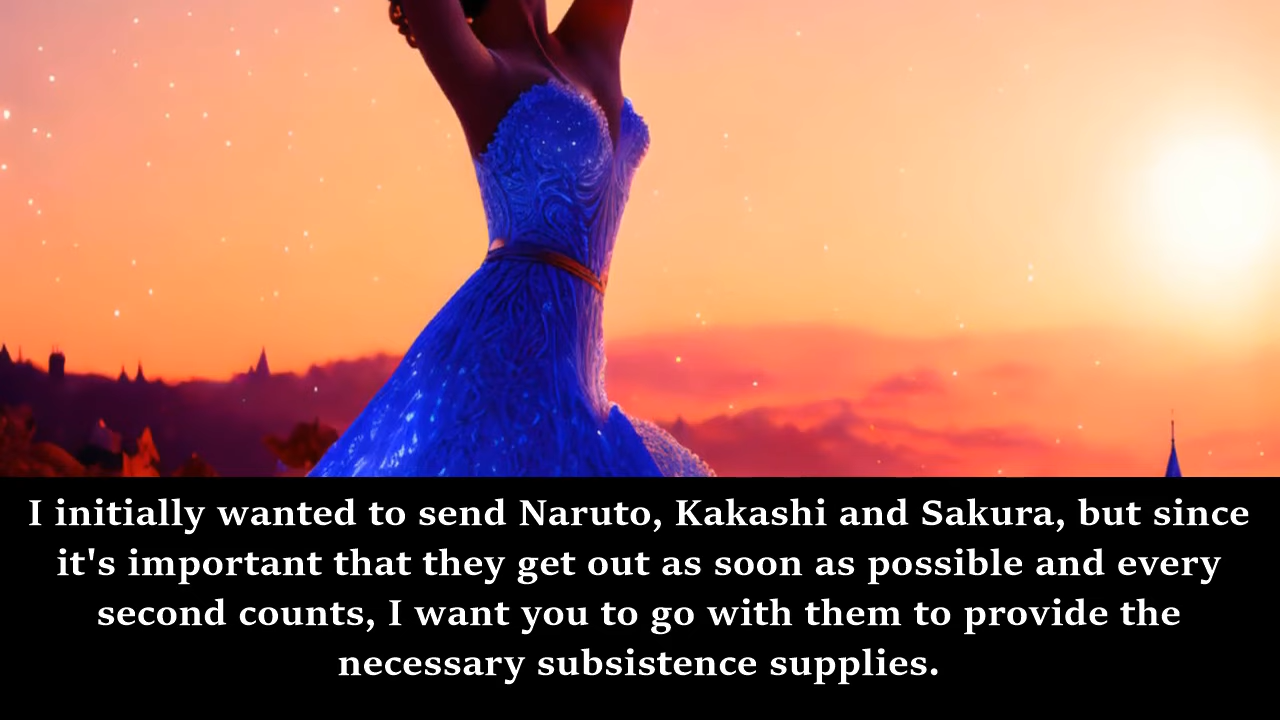 I initially wanted to send Naruto, Kakashi and Sakura, but since
it's important that they get out as soon as possible and every
second counts, I want you to go with them to provide the
necessary subsistence supplies.